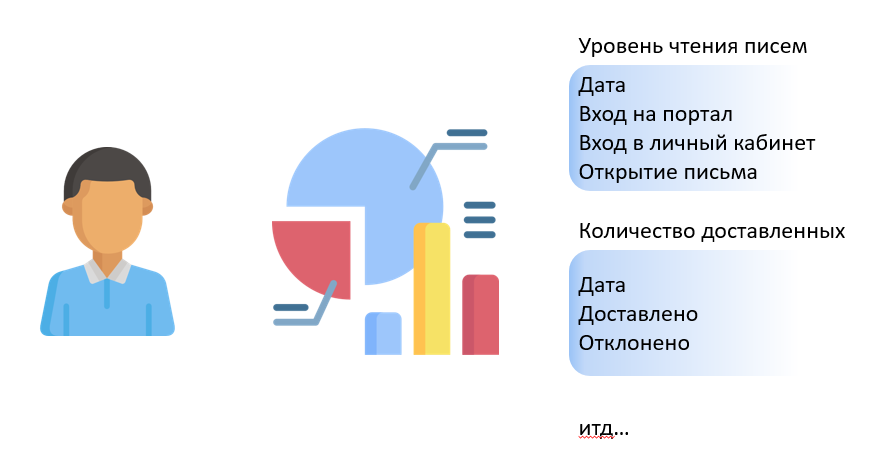 Уровень чтения писем
Дата
Вход на портал
Вход в личный кабинет
Открытие письма
Количество доставленных
Дата
Доставлено
Отклонено
итд...